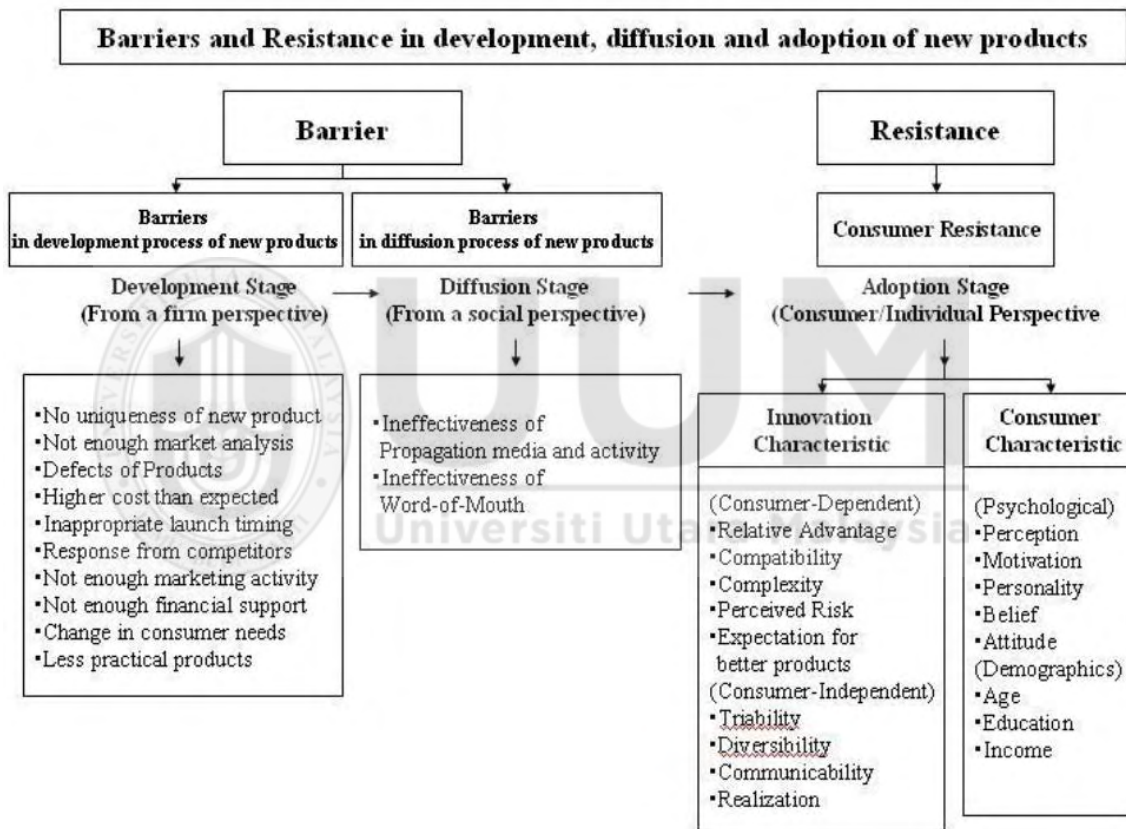 Barriers and Resistance in development, diffusion and adoption of new products
Barrier
Resistance
Barriers
in development process of new products
Barriers
in diffusion process of new products
Consumer Resistance
Development Stage
(From a firm perspective)
Diffusion Stage
(From a social perspective)
Adoption Stage
(Consumer/Individual Perspective
▪No uniqueness of new product
▪Not enough market analysis
▪Defects of Products
▪Higher cost than expected
▪Inappropriate launch timing
▪Response from competitors
▪Not enough marketing activity
▪Not enough financial support
▪Change in consumer needs
▪Less practical products
▪Ineffectiveness of
Propagation media and activity
▪Ineffectiveness of
Word-of-Mouth
Innovation
Characteristic
(Consumer-Dependent)
▪Relative Advantage
▪Compatibility
▪Complexity
▪Perceived Risk
▪Expectation for
better products
(Consumer-Independent)
▪Triability
▪Diversibility
▪Communicability
▪Realization
Consumer
Characteristic
(Psychological)
▪Perception
▪Motivation
▪Personality
▪Belief
▪Attitude
(Demographics)
▪Age
▪Education
▪Income
UUM
Universiti Utara Malaysia